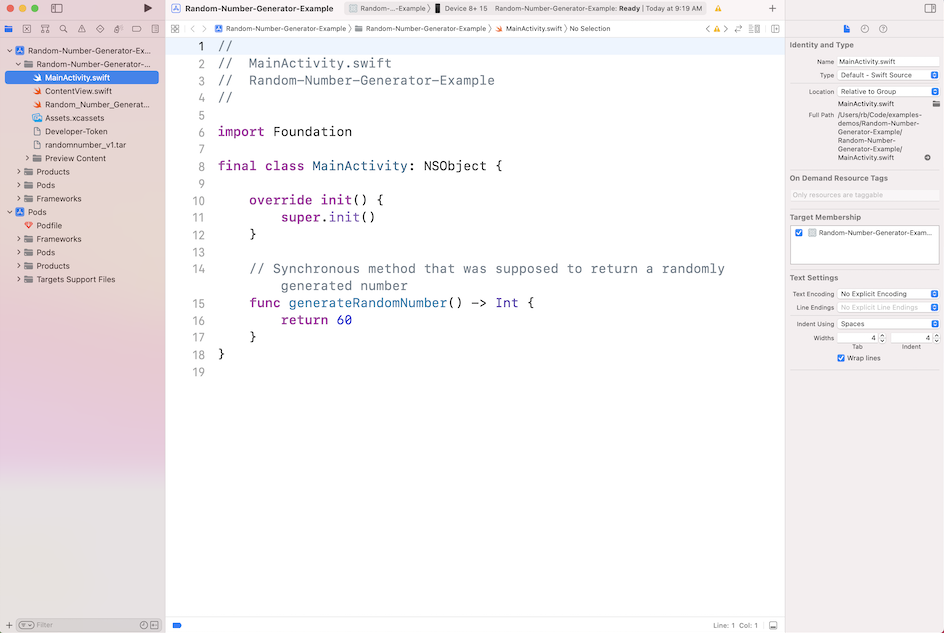 Random-Number-Generator-Example
Random-...-Example
Device 8+ 15
Random-Number-Generator-Example: Ready | Today at 9:19 AM
Random-Number-Generator-Example
Random-Number-Generator-Example
MainActivity.swift
No Selection
Random-Number-Generator-Ex...
Random-Number-Generator-...
MainActivity.swift
ContentView.swift
Random_Number_Generat...
Assets.xcassets
Developer-Token
randomnumber_v1.tar
Preview Content
Products
Pods
Frameworks
Pods
Podfile
Frameworks
Pods
Products
Targets Support Files
Filter
1 //
2 //  MainActivity.swift
3 //  Random-Number-Generator-Example
4 //
5
6 import Foundation
7
8 final class MainActivity: NSObject {
9
10     override init() {
11         super.init()
12     }
13
14     // Synchronous method that was supposed to return a randomly
generated number
15     func generateRandomNumber() -> Int {
16         return 60
17     }
18 }
19
Line: 1 Col: 1
Identity and Type
Name MainActivity.swift
Type Default - Swift Source
Location Relative to Group
MainActivity.swift
Full Path /Users/rb/Code/examples-
demos/Random-Number-
Generator-Example/
Random-Number-
Generator-Example/
MainActivity.swift
On Demand Resource Tags
Only resources are taggable
Target Membership
Random-Number-Generator-Exam...
Text Settings
Text Encoding No Explicit Encoding
Line Endings No Explicit Line Endings
Indent Using Spaces
Widths 4 4
Tab Indent
Wrap lines